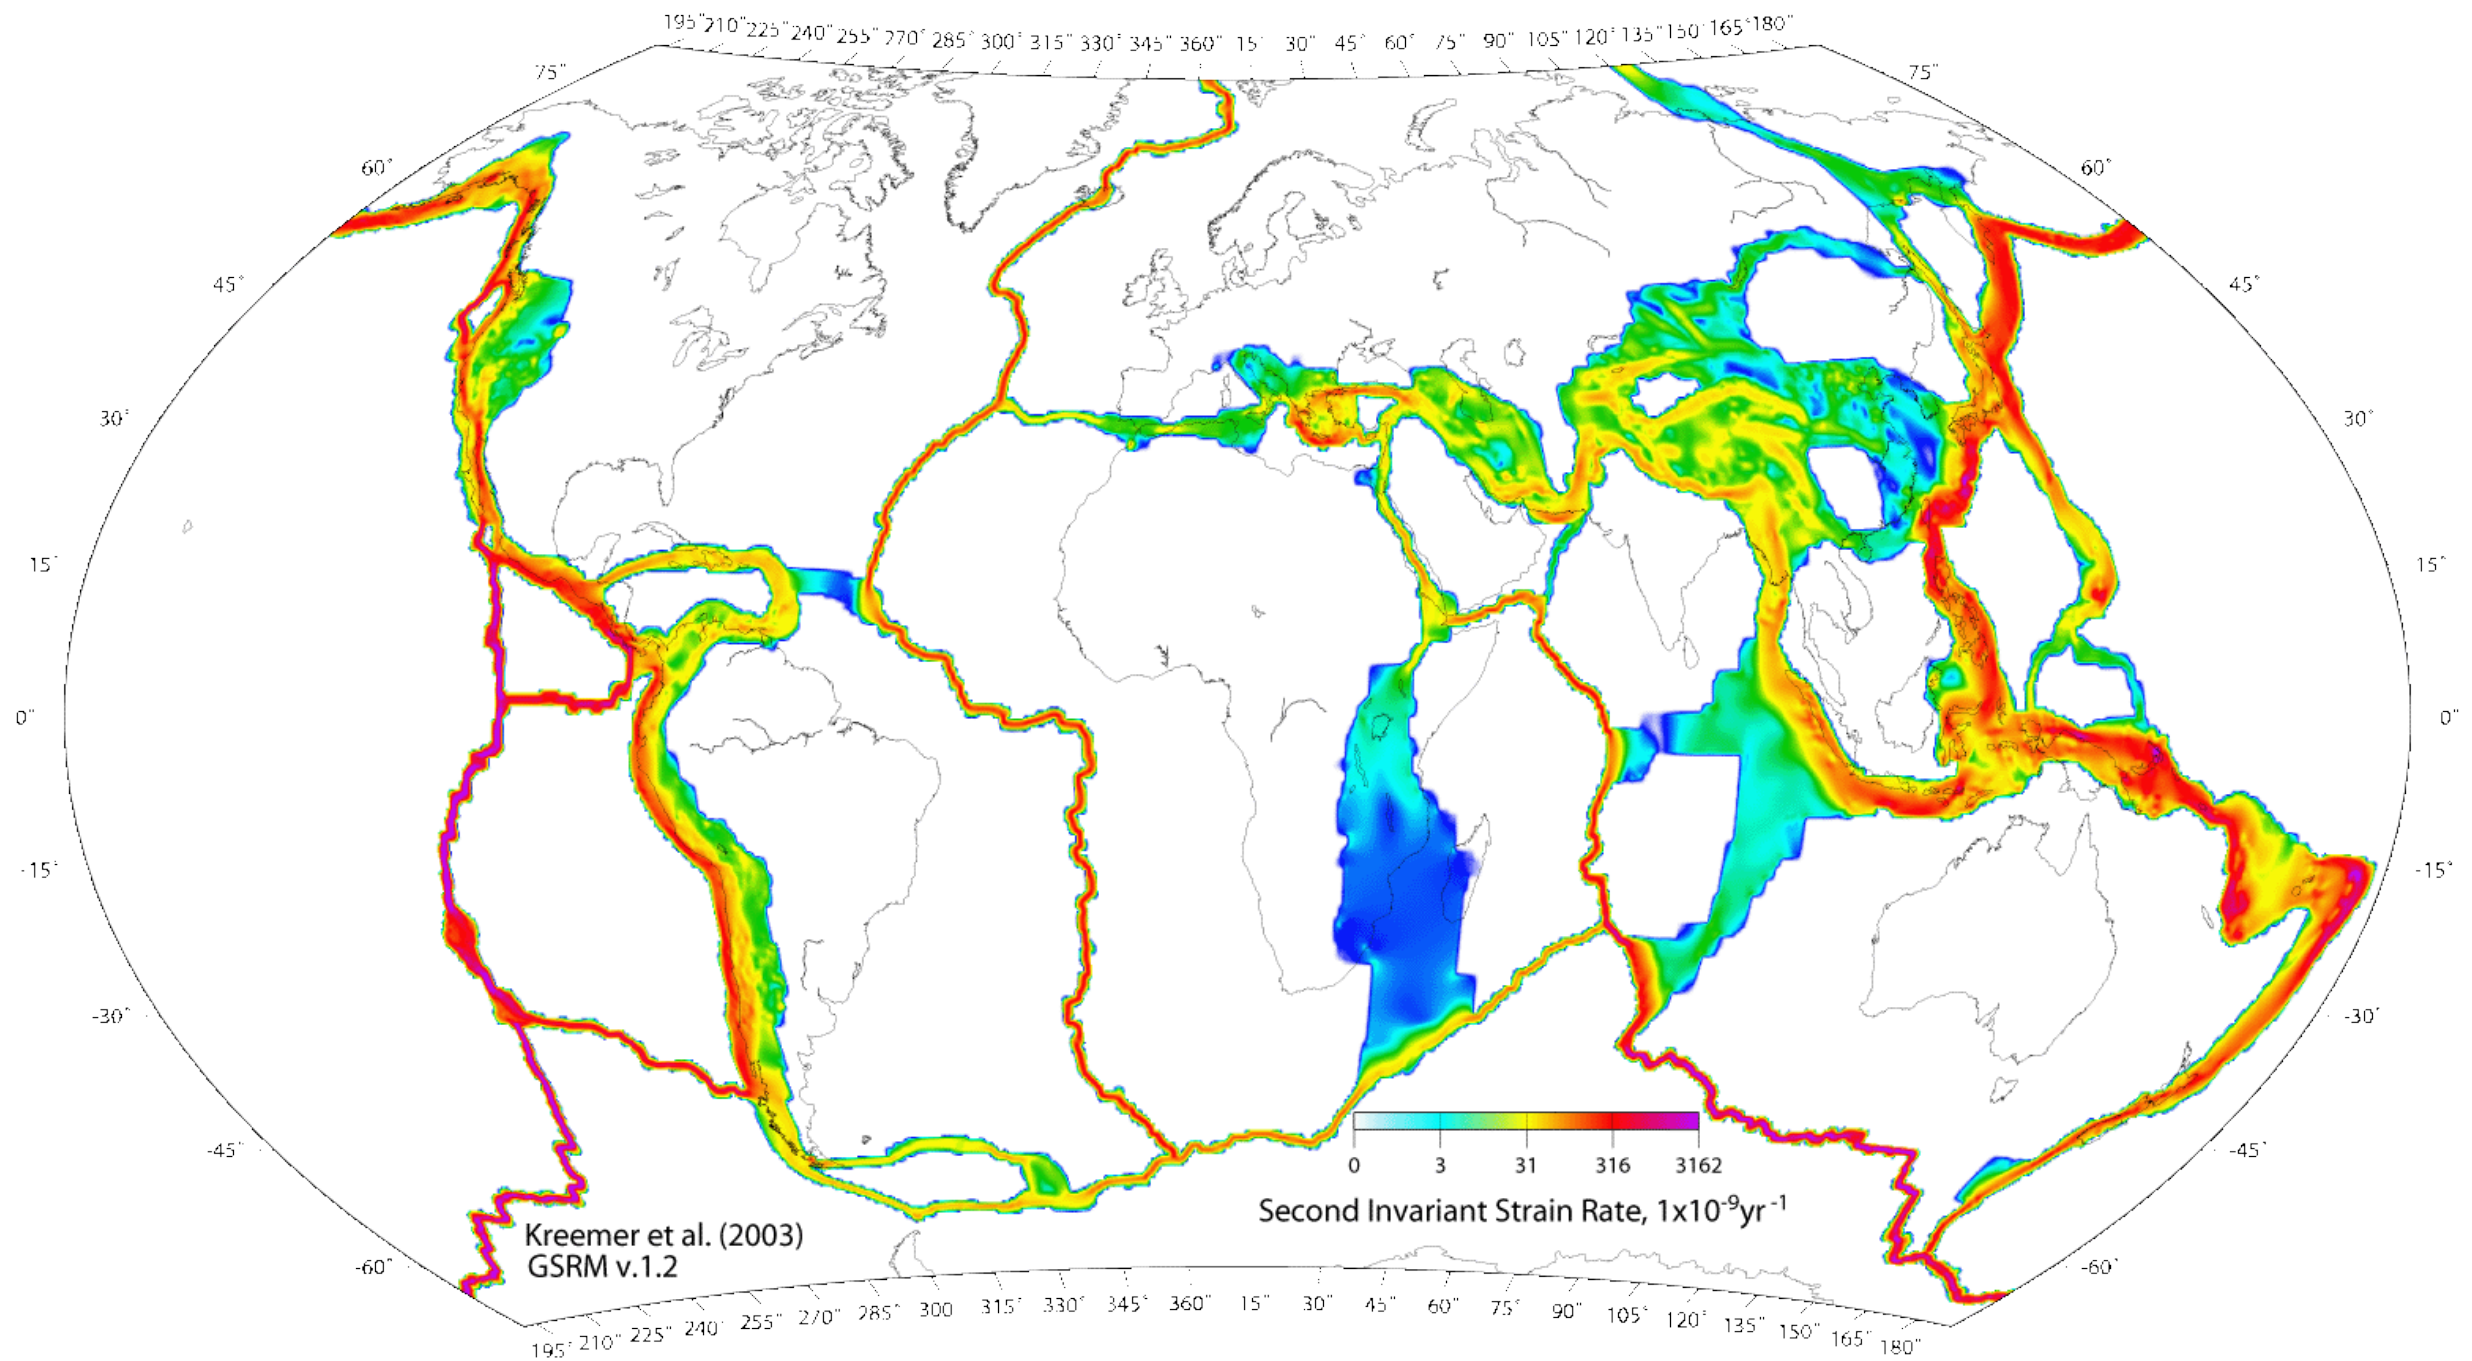 195° 210° 225° 240° 255° 270° 285° 300° 315° 330° 345° 360° 15° 30° 45° 60° 75° 90° 105° 120° 135° 150° 165° 180°
75° 75°
60° 60°
45° 45°
30° 30°
15° 15°
0° 0°
-15° -15°
-30° -30°
-45° -45°
-60° -60°
0 3 31 316 3162
Second Invariant Strain Rate, 1x10⁻⁹yr⁻¹
Kreemer et al. (2003)
GSRM v.1.2
195° 210° 225° 240° 255° 270° 285° 300 315° 330° 345° 360° 15° 30° 45° 60° 75° 90° 105° 120° 135° 150° 165° 180°